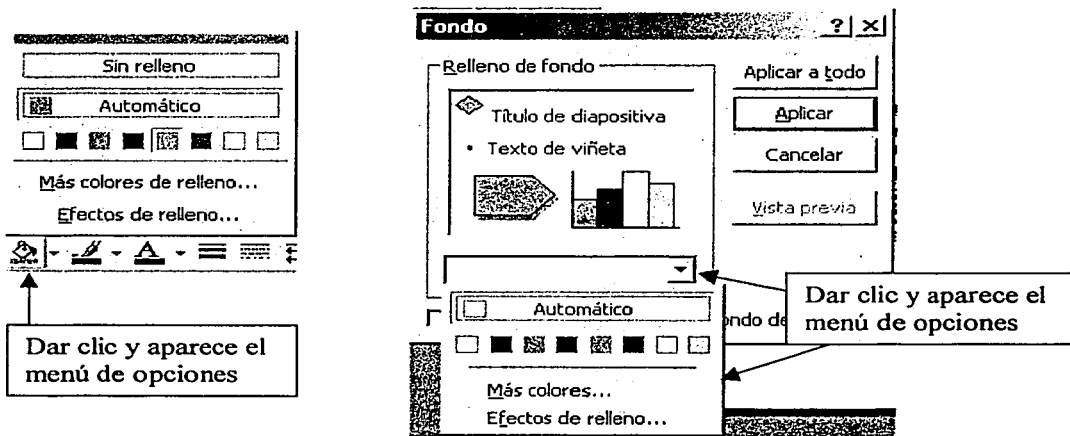 Sin relleno
Automático
Más colores de relleno...
Efectos de relleno...
A
Dar clic y aparece el
menú de opciones
Fondo
? ×
Relleno de fondo
Título de diapositiva
• Texto de viñeta
Aplicar a todo
Aplicar
Cancelar
Vista previa
Automático
ondo de
Más colores...
Efectos de relleno...
Dar clic y aparece el
menú de opciones